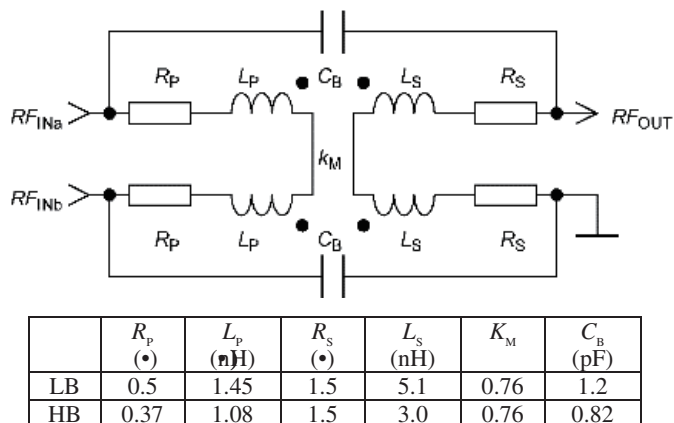 R_P L_P C_B L_S R_S
RF_INa RF_OUT
k_M
RF_INb
R_P L_P C_B L_S R_S
R_P L_P R_S L_S K_M C_B
(•) (nH) (•) (nH) (pF)
LB 0.5 1.45 1.5 5.1 0.76 1.2
HB 0.37 1.08 1.5 3.0 0.76 0.82